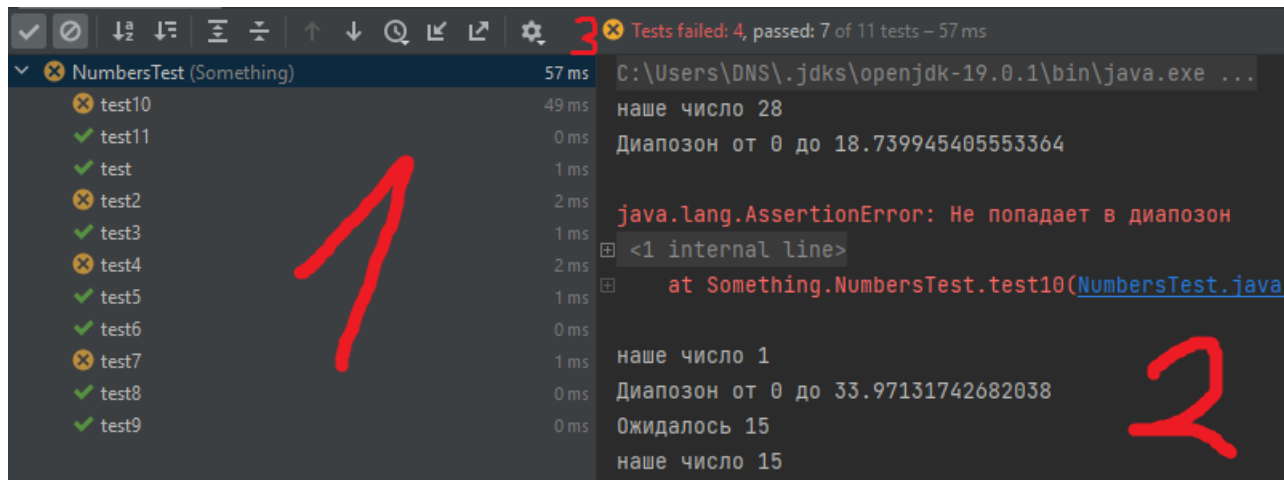 3 Tests failed: 4, passed: 7 of 11 tests – 57 ms
NumbersTest (Something) 57 ms
test10 49 ms
test11 0 ms
test 1 ms
test2 2 ms
test3 1 ms
test4 2 ms
test5 1 ms
test6 0 ms
test7 1 ms
test8 0 ms
test9 0 ms
1
C:\Users\DNS\.jdks\openjdk-19.0.1\bin\java.exe ...
наше число 28
Диапозон от 0 до 18.739945405553364
java.lang.AssertionError: Не попадает в диапозон
<1 internal line>
at Something.NumbersTest.test10(NumbersTest.java
наше число 1
Диапозон от 0 до 33.97131742682038
Ожидалось 15
наше число 15
2